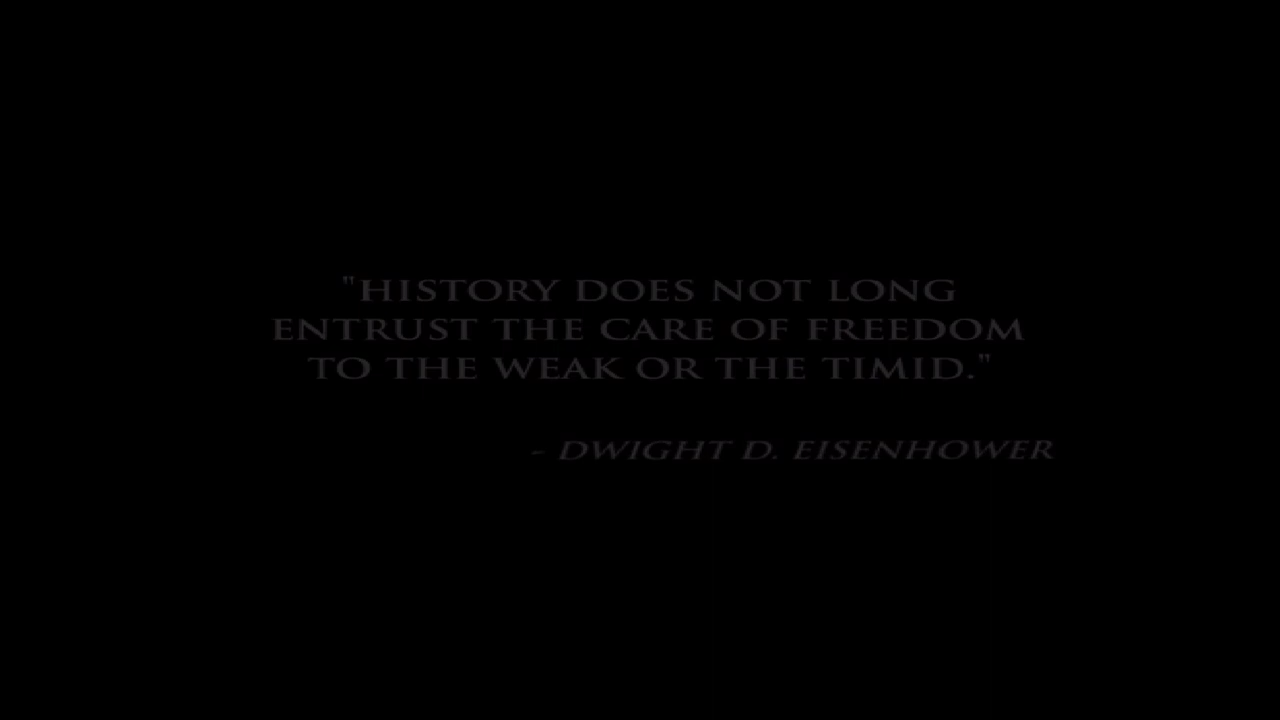 "HISTORY DOES NOT LONG
ENTRUST THE CARE OF FREEDOM
TO THE WEAK OR THE TIMID."
- DWIGHT D. EISENHOWER